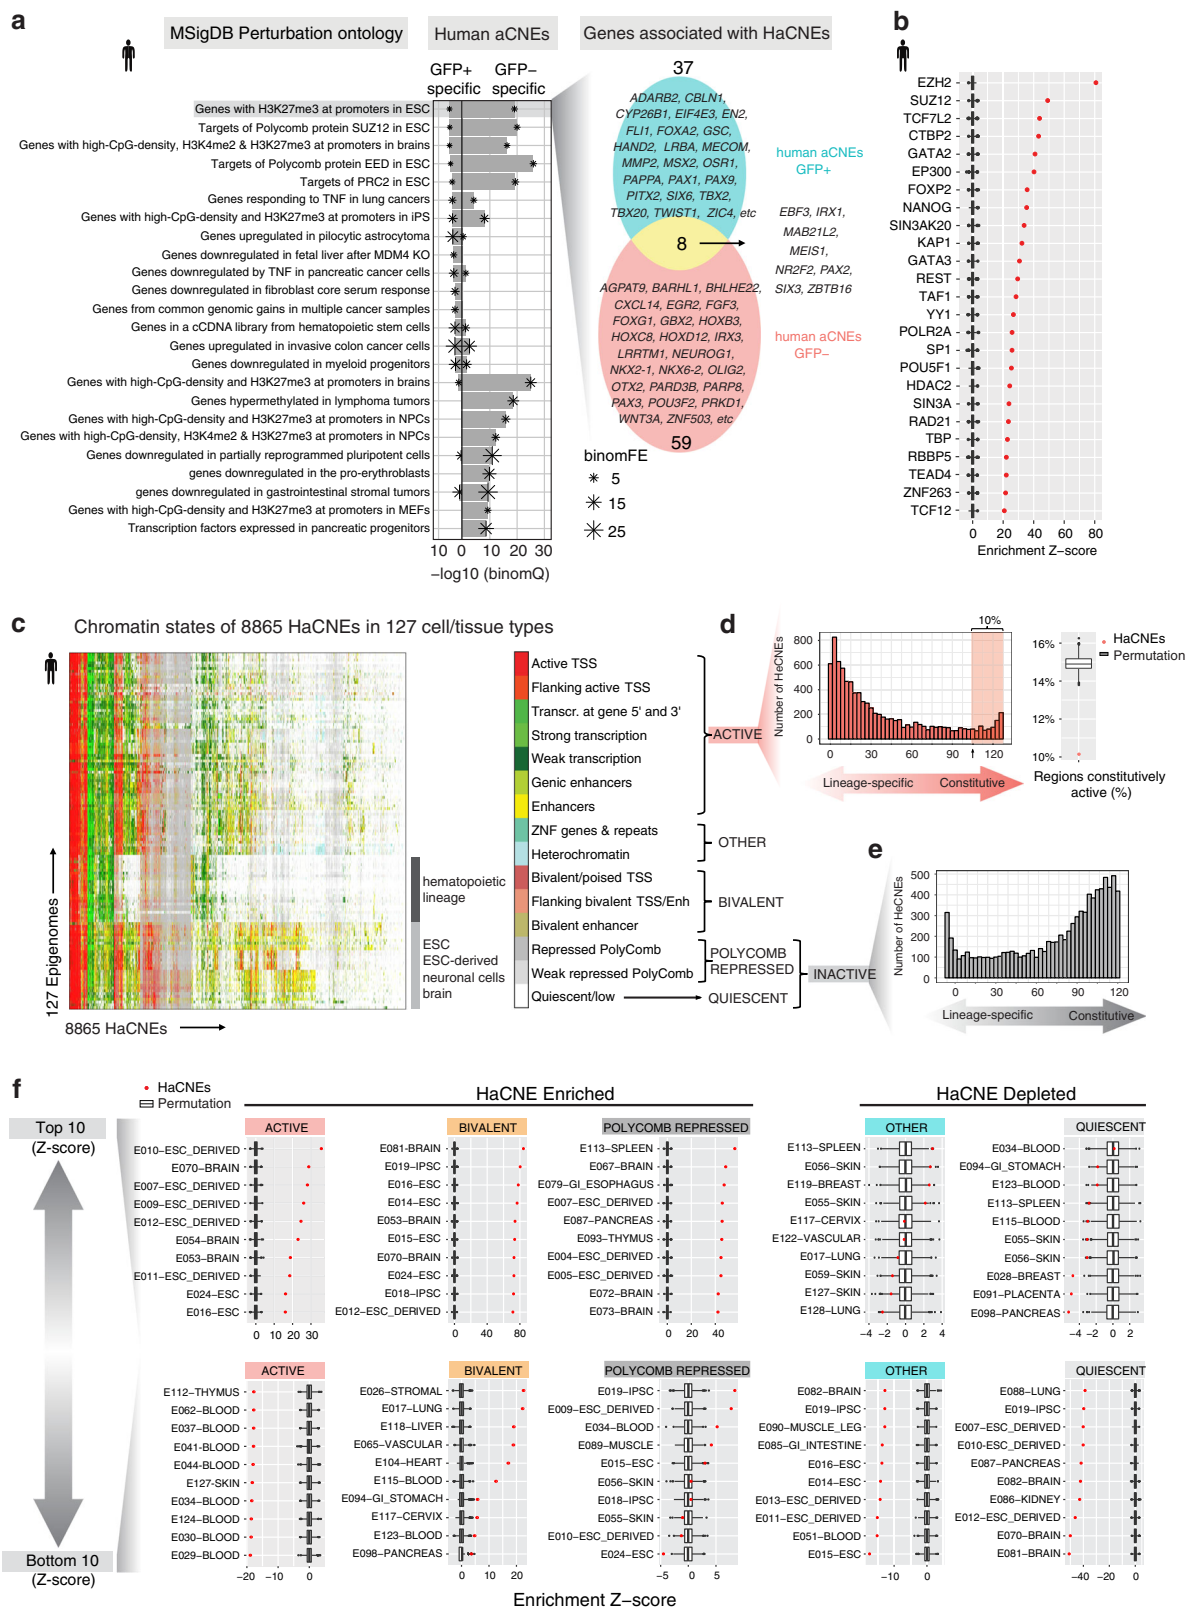 a
MSigDB Perturbation ontology
Human aCNEs
Genes associated with HaCNEs
GFP+ specific
GFP− specific
Genes with H3K27me3 at promoters in ESC
Targets of Polycomb protein SUZ12 in ESC
Genes with high-CpG-density, H3K4me2 & H3K27me3 at promoters in brains
Targets of Polycomb protein EED in ESC
Targets of PRC2 in ESC
Genes responding to TNF in lung cancers
Genes with high-CpG-density and H3K27me3 at promoters in iPS
Genes upregulated in pilocytic astrocytoma
Genes downregulated in fetal liver after MDM4 KO
Genes downregulated by TNF in pancreatic cancer cells
Genes downregulated in fibroblast core serum response
Genes from common genomic gains in multiple cancer samples
Genes in a cCDNA library from hematopoietic stem cells
Genes upregulated in invasive colon cancer cells
Genes downregulated in myeloid progenitors
Genes with high-CpG-density and H3K27me3 at promoters in brains
Genes hypermethylated in lymphoma tumors
Genes with high-CpG-density and H3K27me3 at promoters in NPCs
Genes with high-CpG-density, H3K4me2 & H3K27me3 at promoters in NPCs
Genes downregulated in partially reprogrammed pluripotent cells
genes downregulated in the pro-erythroblasts
genes downregulated in gastrointestinal stromal tumors
Genes with high-CpG-density and H3K27me3 at promoters in MEFs
Transcription factors expressed in pancreatic progenitors
10 0 10 20 30
−log10 (binomQ)
37
ADARB2, CBLN1,
CYP26B1, EIF4E3, EN2,
FLI1, FOXA2, GSC,
HAND2, LRBA, MECOM,
MMP2, MSX2, OSR1,
PAPPA, PAX1, PAX9,
PITX2, SIX6, TBX2,
TBX20, TWIST1, ZIC4, etc
8
human aCNEs
GFP+
EBF3, IRX1,
MAB21L2,
MEIS1,
NR2F2, PAX2,
SIX3, ZBTB16
AGPAT9, BARHL1, BHLHE22,
CXCL14, EGR2, FGF3,
FOXG1, GBX2, HOXB3,
HOXC8, HOXD12, IRX3,
LRRTM1, NEUROG1,
NKX2-1, NKX6-2, OLIG2,
OTX2, PARD3B, PARP8,
PAX3, POU3F2, PRKD1,
WNT3A, ZNF503, etc
59
human aCNEs
GFP−
binomFE
5
15
25
b
EZH2
SUZ12
TCF7L2
CTBP2
GATA2
EP300
FOXP2
NANOG
SIN3AK20
KAP1
GATA3
REST
TAF1
YY1
POLR2A
SP1
POU5F1
HDAC2
SIN3A
RAD21
TBP
RBBP5
TEAD4
ZNF263
TCF12
0 20 40 60 80
Enrichment Z−score
c
Chromatin states of 8865 HaCNEs in 127 cell/tissue types
127 Epigenomes
8865 HaCNEs
hematopoietic
lineage
ESC
ESC-derived
neuronal cells
brain
Active TSS
Flanking active TSS
Transcr. at gene 5' and 3'
Strong transcription
Weak transcription
Genic enhancers
Enhancers
ZNF genes & repeats
Heterochromatin
Bivalent/poised TSS
Flanking bivalent TSS/Enh
Bivalent enhancer
Repressed PolyComb
Weak repressed PolyComb
Quiescent/low
ACTIVE
OTHER
BIVALENT
POLYCOMB
REPRESSED
QUIESCENT
INACTIVE
d
10%
Number of HeCNEs
800
600
400
200
0
0 30 60 90 120
Lineage-specific
Constitutive
16%
14%
12%
10%
HaCNEs
Permutation
Regions constitutively
active (%)
e
Number of HeCNEs
500
400
300
200
100
0
0 30 60 90 120
Lineage-specific
Constitutive
f
HaCNEs
Permutation
HaCNE Enriched
HaCNE Depleted
Top 10
(Z-score)
Bottom 10
(Z-score)
ACTIVE
E010−ESC_DERIVED
E070−BRAIN
E007−ESC_DERIVED
E009−ESC_DERIVED
E012−ESC_DERIVED
E054−BRAIN
E053−BRAIN
E011−ESC_DERIVED
E024−ESC
E016−ESC
0 10 20 30
BIVALENT
E081−BRAIN
E019−IPSC
E016−ESC
E014−ESC
E053−BRAIN
E015−ESC
E070−BRAIN
E024−ESC
E018−IPSC
E012−ESC_DERIVED
0 40 80
POLYCOMB REPRESSED
E113−SPLEEN
E067−BRAIN
E079−GI_ESOPHAGUS
E007−ESC_DERIVED
E087−PANCREAS
E093−THYMUS
E004−ESC_DERIVED
E005−ESC_DERIVED
E072−BRAIN
E073−BRAIN
0 20 40
OTHER
E113−SPLEEN
E056−SKIN
E119−BREAST
E055−SKIN
E117−CERVIX
E122−VASCULAR
E017−LUNG
E059−SKIN
E127−SKIN
E128−LUNG
−4 −2 0 2 4
QUIESCENT
E034−BLOOD
E094−GI_STOMACH
E123−BLOOD
E113−SPLEEN
E115−BLOOD
E055−SKIN
E056−SKIN
E028−BREAST
E091−PLACENTA
E098−PANCREAS
−4 −2 0 2
ACTIVE
E112−THYMUS
E062−BLOOD
E037−BLOOD
E041−BLOOD
E044−BLOOD
E127−SKIN
E034−BLOOD
E124−BLOOD
E030−BLOOD
E029−BLOOD
−20 −10 0
BIVALENT
E026−STROMAL
E017−LUNG
E118−LIVER
E065−VASCULAR
E104−HEART
E115−BLOOD
E094−GI_STOMACH
E117−CERVIX
E123−BLOOD
E098−PANCREAS
0 10 20
POLYCOMB REPRESSED
E019−IPSC
E009−ESC_DERIVED
E034−BLOOD
E089−MUSCLE
E015−ESC
E056−SKIN
E018−IPSC
E055−SKIN
E010−ESC_DERIVED
E024−ESC
−5 0 5
OTHER
E082−BRAIN
E019−IPSC
E090−MUSCLE_LEG
E085−GI_INTESTINE
E016−ESC
E014−ESC
E013−ESC_DERIVED
E011−ESC_DERIVED
E051−BLOOD
E015−ESC
−10 0
QUIESCENT
E088−LUNG
E019−IPSC
E007−ESC_DERIVED
E010−ESC_DERIVED
E087−PANCREAS
E082−BRAIN
E086−KIDNEY
E012−ESC_DERIVED
E070−BRAIN
E081−BRAIN
−40 −20 0
Enrichment Z−score